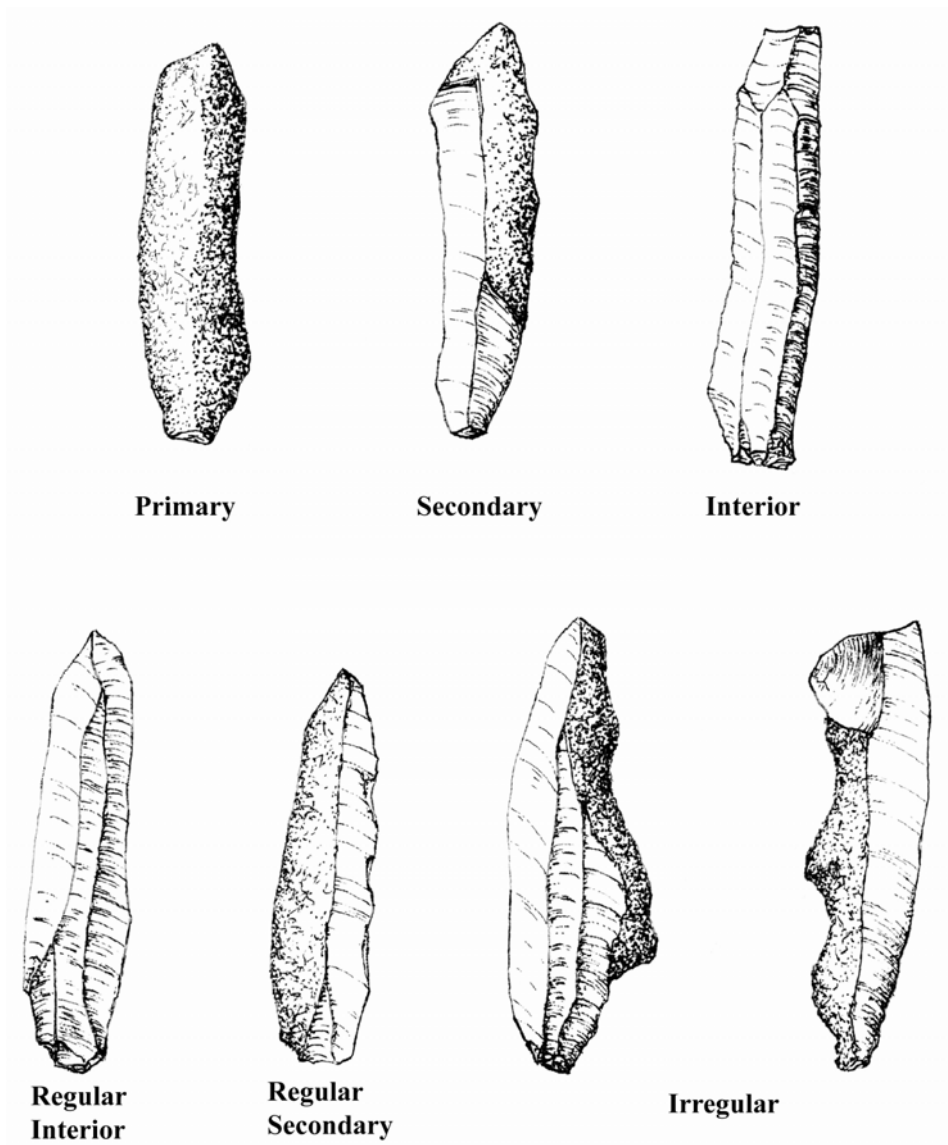 Primary
Secondary
Interior
Regular
Interior
Regular
Secondary
Irregular